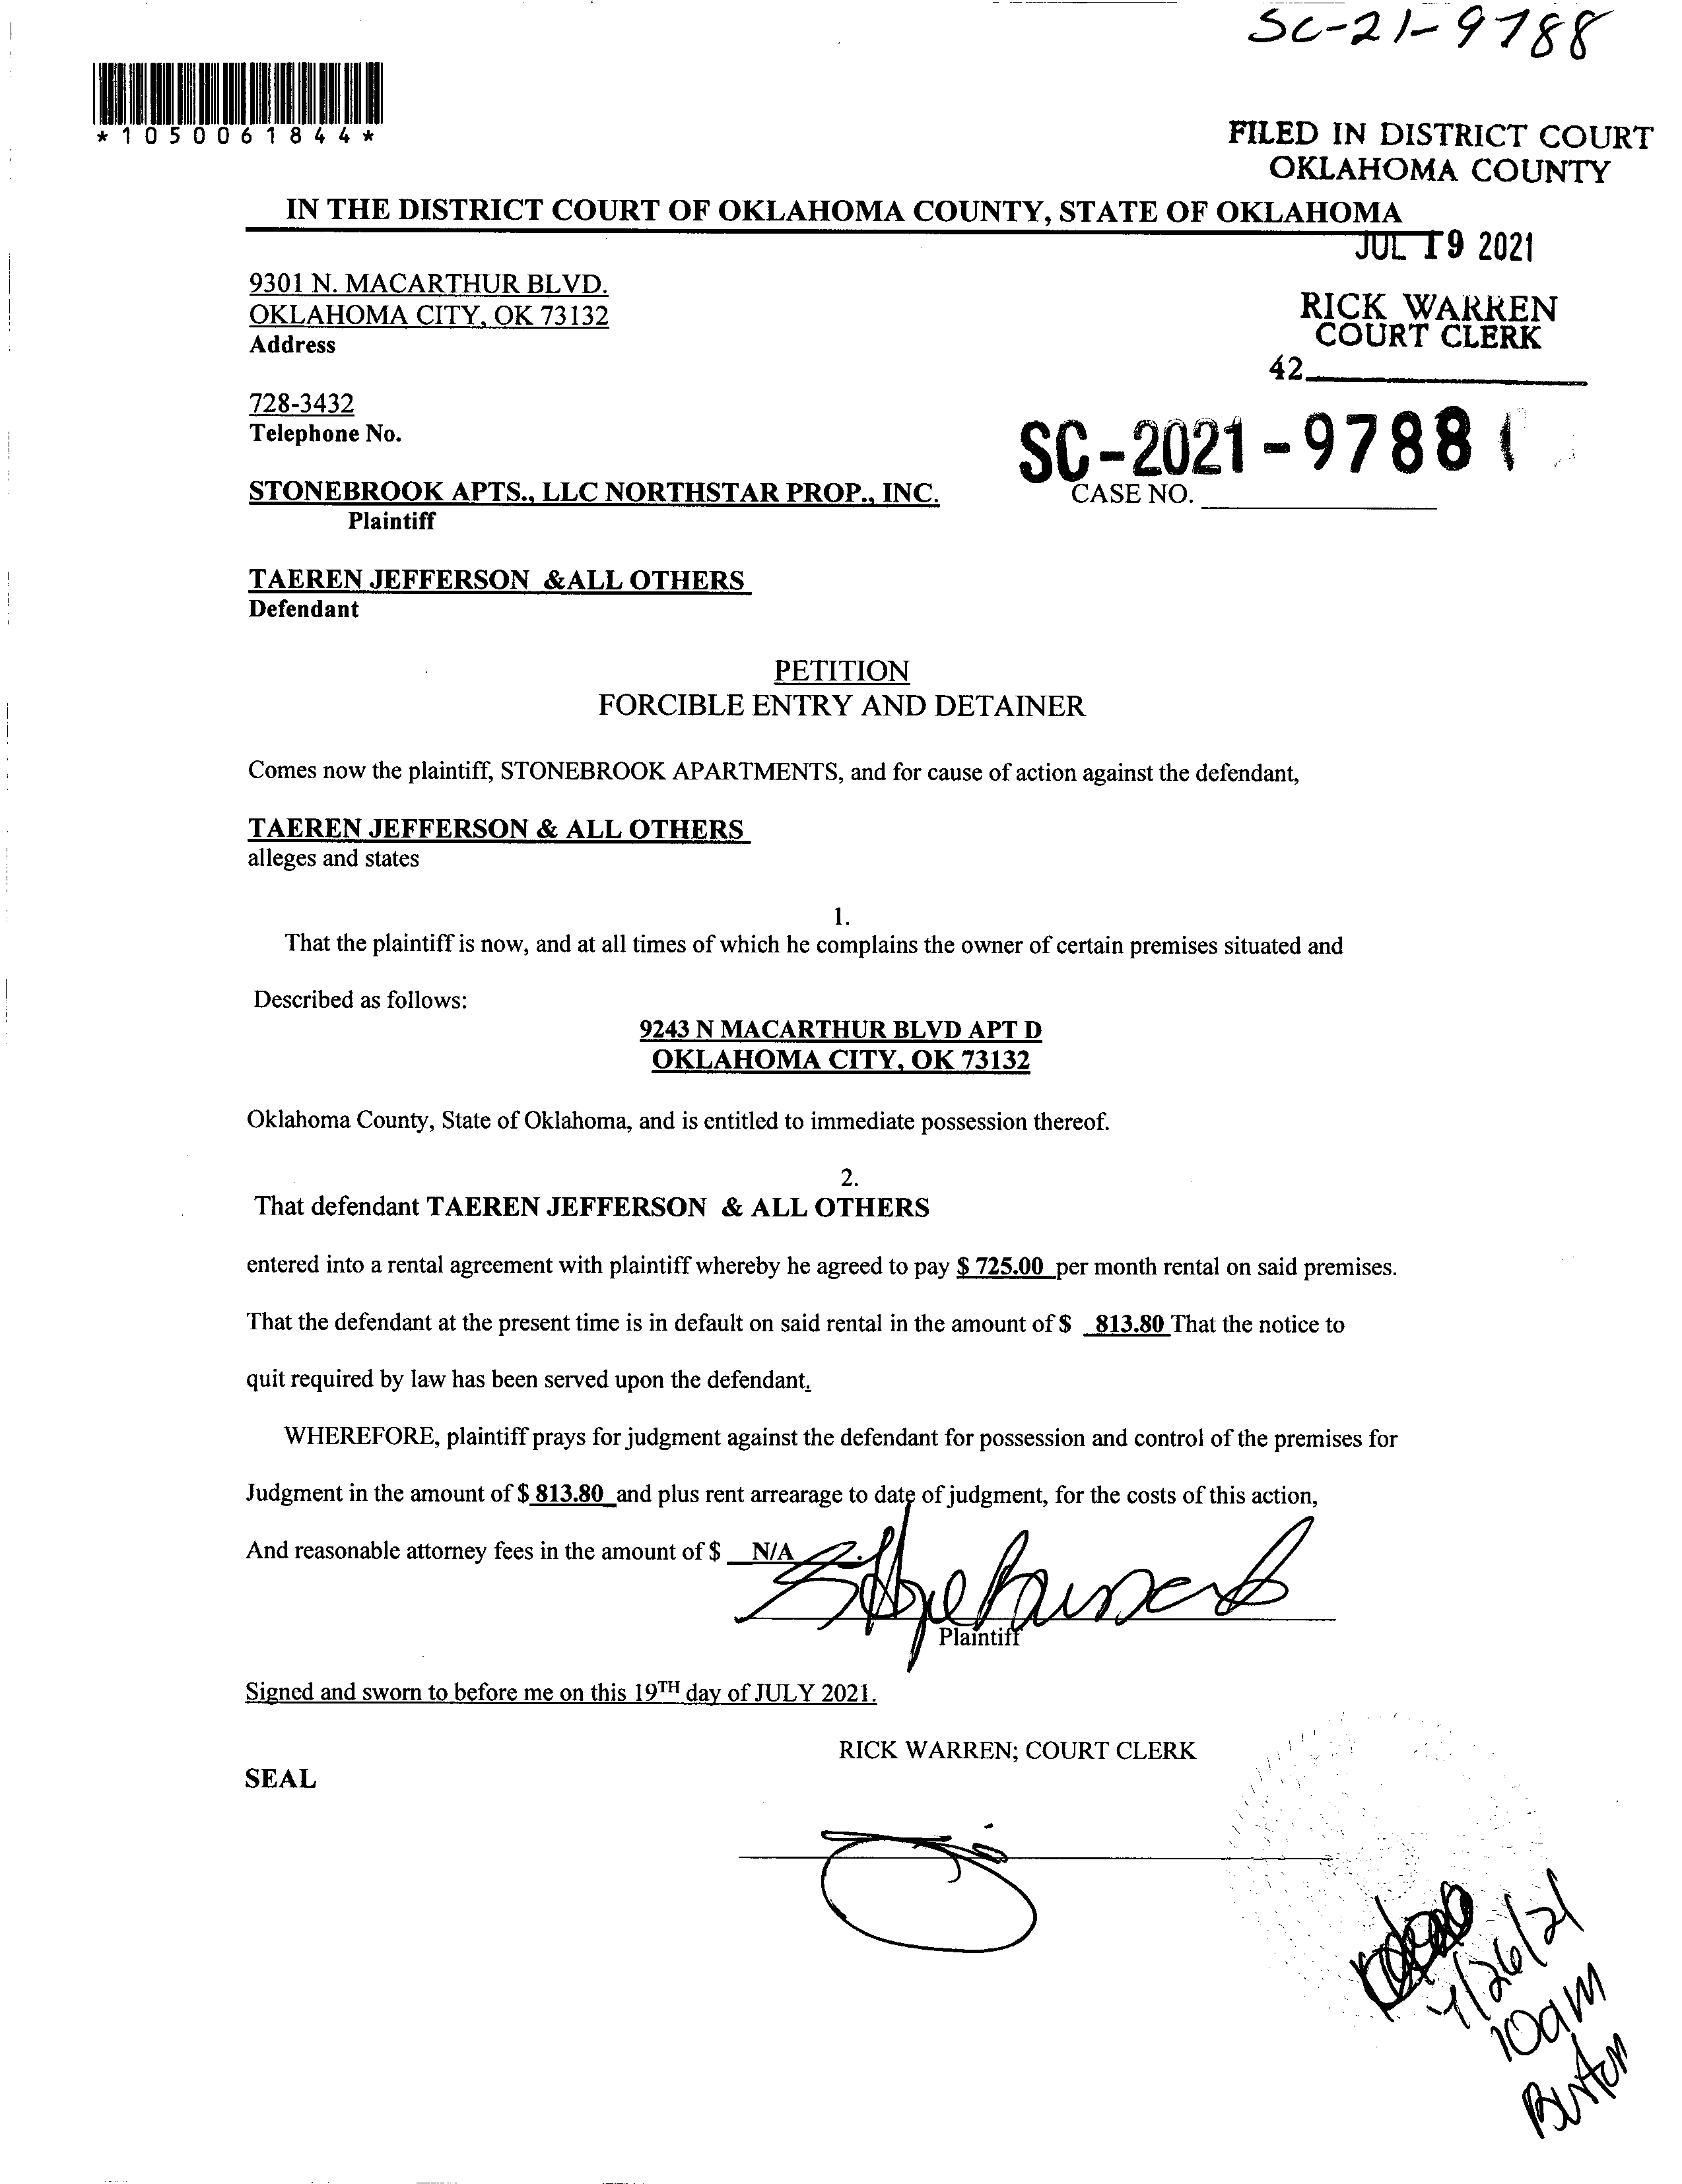 SC-21-9788
*1050061844*
FILED IN DISTRICT COURT
OKLAHOMA COUNTY
IN THE DISTRICT COURT OF OKLAHOMA COUNTY, STATE OF OKLAHOMA
JUL 19 2021
9301 N. MACARTHUR BLVD.
OKLAHOMA CITY, OK 73132
Address
RICK WARREN
COURT CLERK
42
728-3432
Telephone No.
SC-2021-9788
CASE NO.
STONEBROOK APTS., LLC NORTHSTAR PROP., INC.
Plaintiff
TAEREN JEFFERSON &ALL OTHERS
Defendant
PETITION
FORCIBLE ENTRY AND DETAINER
Comes now the plaintiff, STONEBROOK APARTMENTS, and for cause of action against the defendant,
TAEREN JEFFERSON & ALL OTHERS
alleges and states
1.
That the plaintiff is now, and at all times of which he complains the owner of certain premises situated and
Described as follows:
9243 N MACARTHUR BLVD APT D
OKLAHOMA CITY, OK 73132
Oklahoma County, State of Oklahoma, and is entitled to immediate possession thereof.
2.
That defendant TAEREN JEFFERSON & ALL OTHERS
entered into a rental agreement with plaintiff whereby he agreed to pay $ 725.00 per month rental on said premises.
That the defendant at the present time is in default on said rental in the amount of $ 813.80 That the notice to
quit required by law has been served upon the defendant.
WHEREFORE, plaintiff prays for judgment against the defendant for possession and control of the premises for
Judgment in the amount of $ 813.80 and plus rent arrearage to date of judgment, for the costs of this action,
And reasonable attorney fees in the amount of $ N/A .
Plaintiff
Signed and sworn to before me on this 19TH day of JULY 2021.
RICK WARREN; COURT CLERK
SEAL
7/26/21
10am
Burton